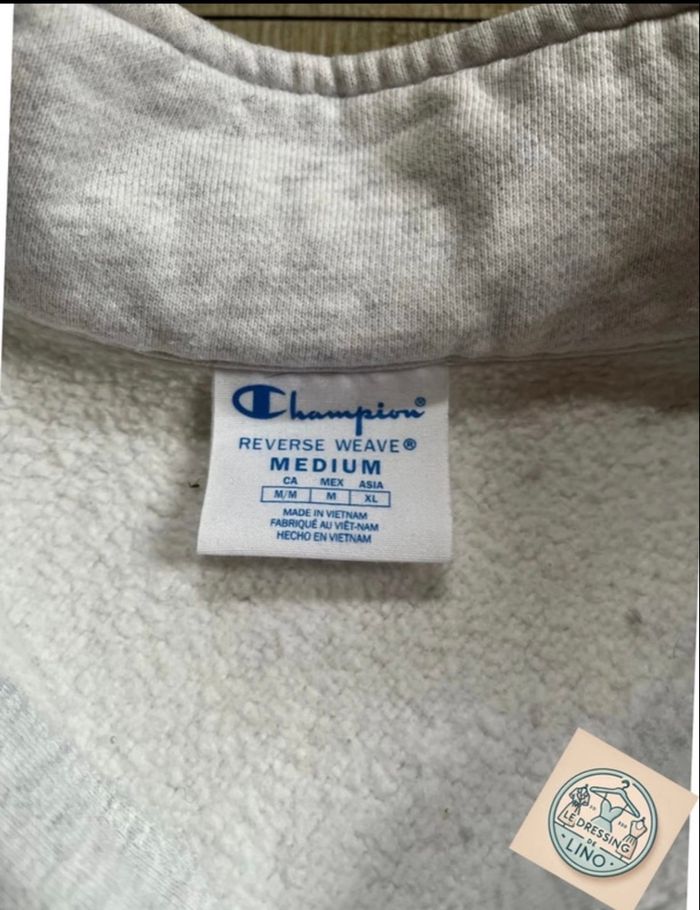 Champion®
REVERSE WEAVE®
MEDIUM
CA MEX ASIA
M/M M XL
MADE IN VIETNAM
FABRIQUÉ AU VIÊT-NAM
HECHO EN VIETNAM
LE DRESSING
DE
LINO